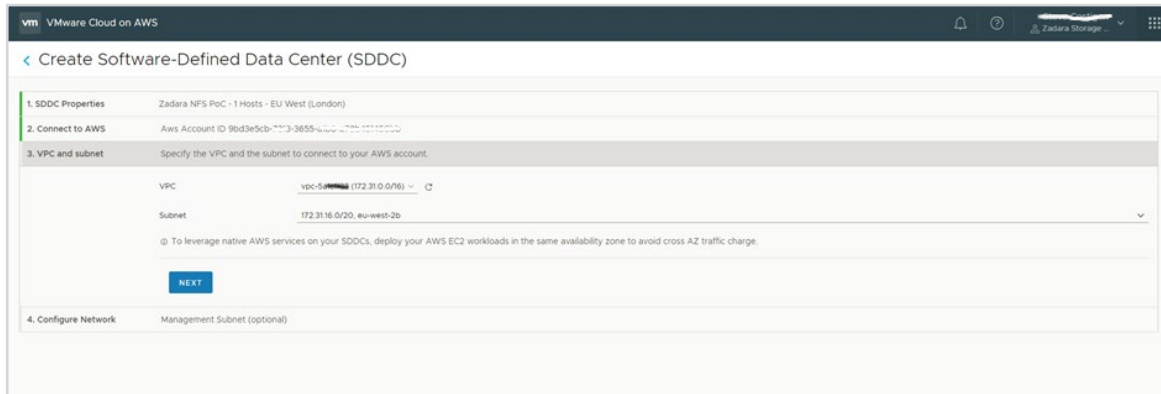 vm VMware Cloud on AWS
Zadara Storage ...
Create Software-Defined Data Center (SDDC)
1. SDDC Properties Zadara NFS PoC - 1 Hosts - EU West (London)
2. Connect to AWS Aws Account ID 9bd3e5cb-
3. VPC and subnet Specify the VPC and the subnet to connect to your AWS account.
VPC (172.31.0.0/16)
Subnet 172.31.16.0/20, eu-west-2b
To leverage native AWS services on your SDDCs, deploy your AWS EC2 workloads in the same availability zone to avoid cross AZ traffic charge.
NEXT
4. Configure Network Management Subnet (optional)